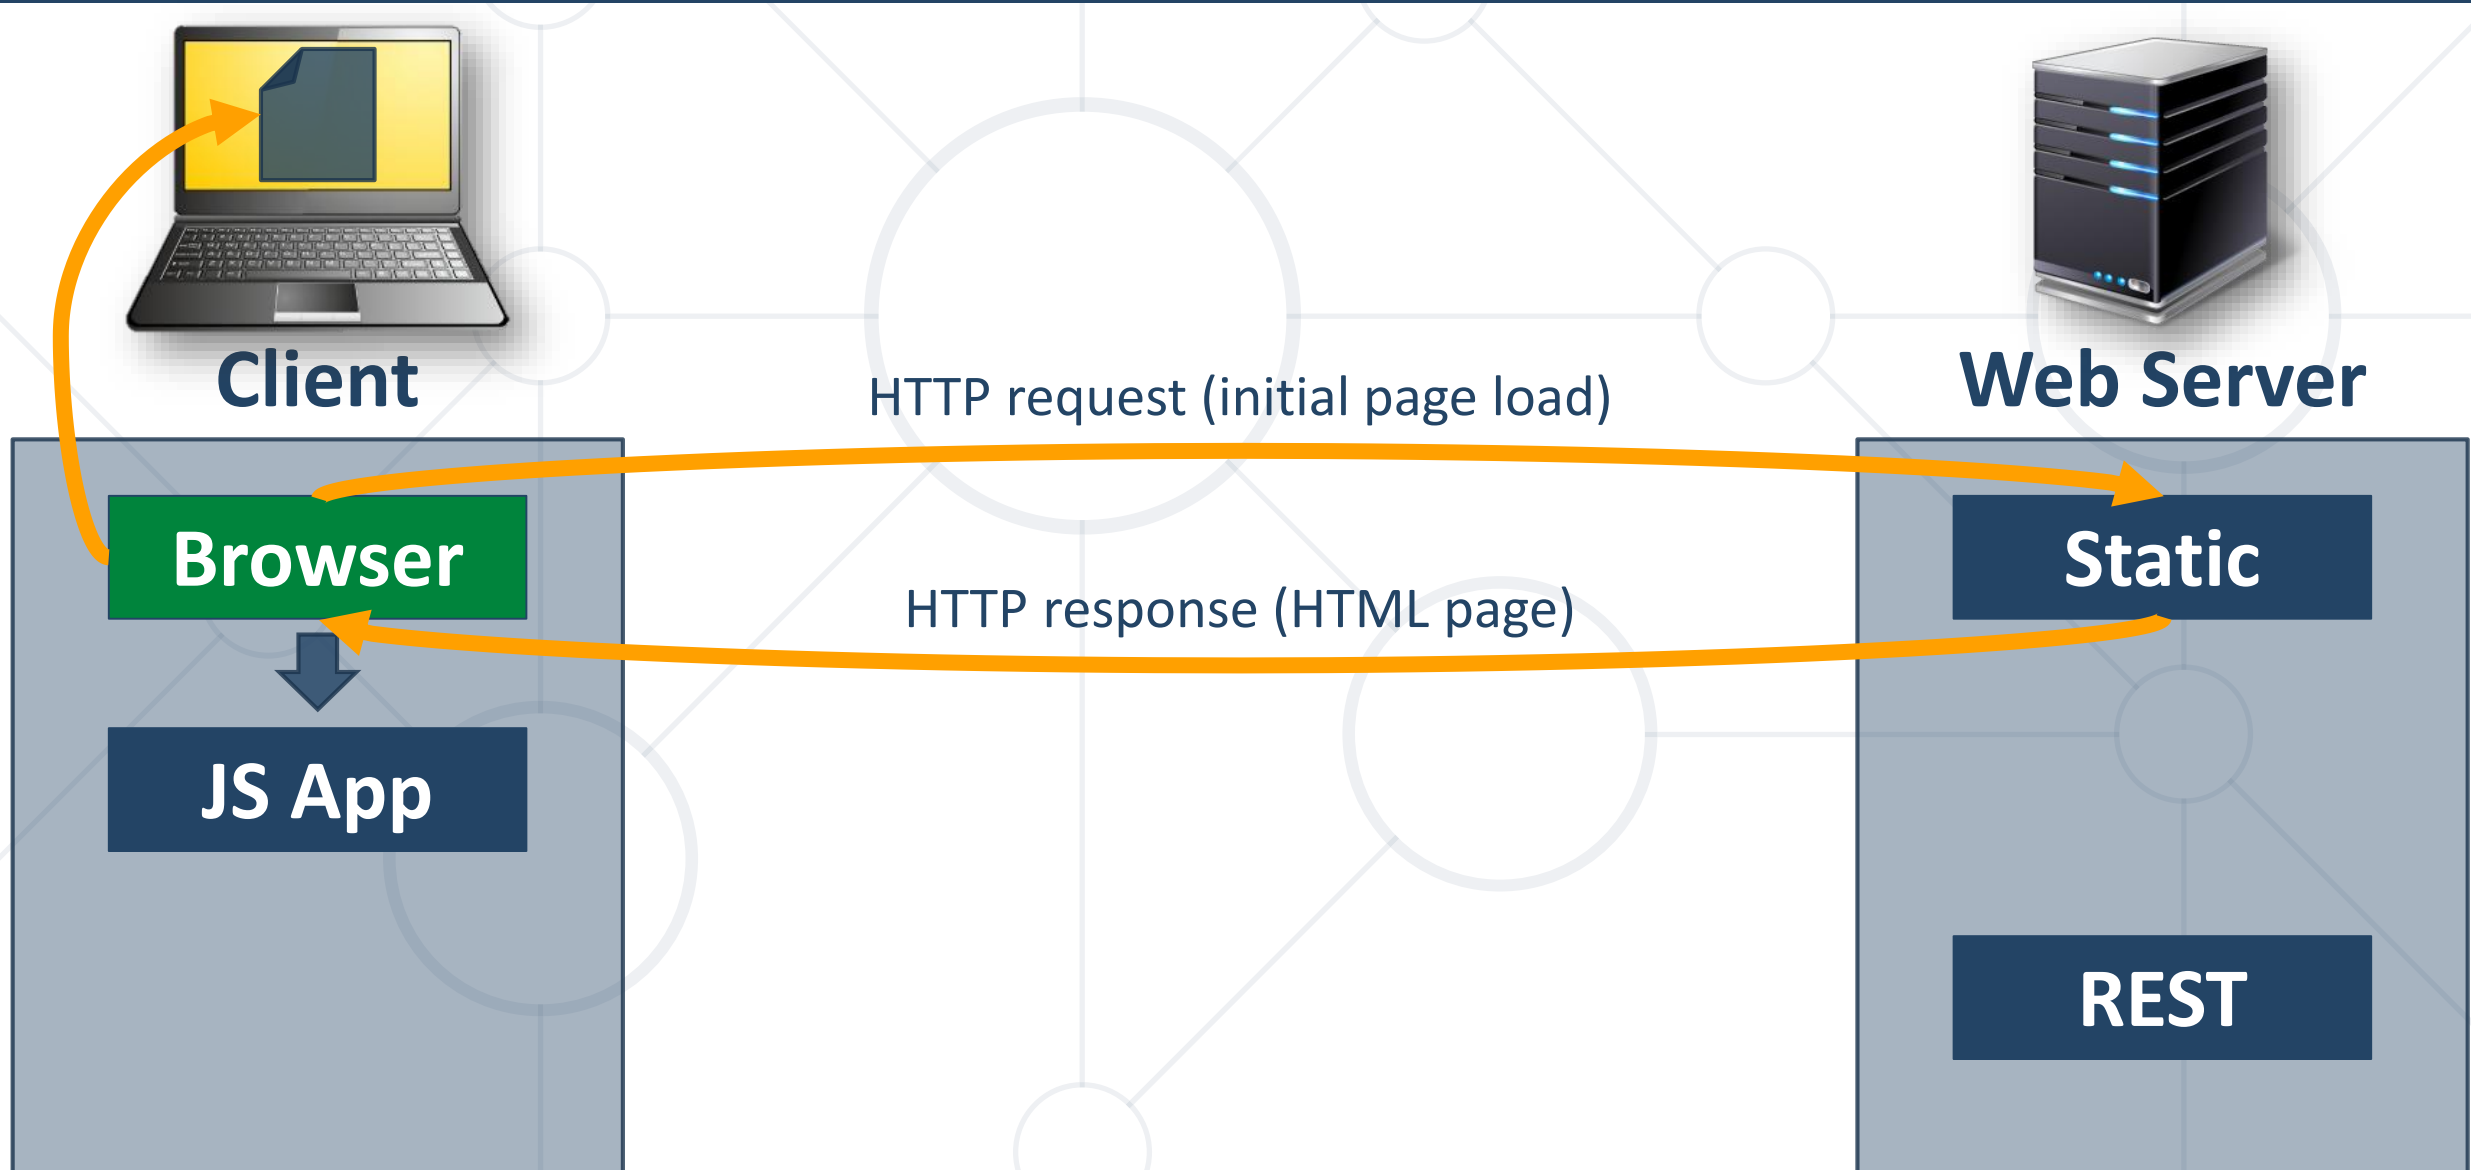 Client
Web Server
HTTP request (initial page load)
Browser
Static
HTTP response (HTML page)
JS App
REST